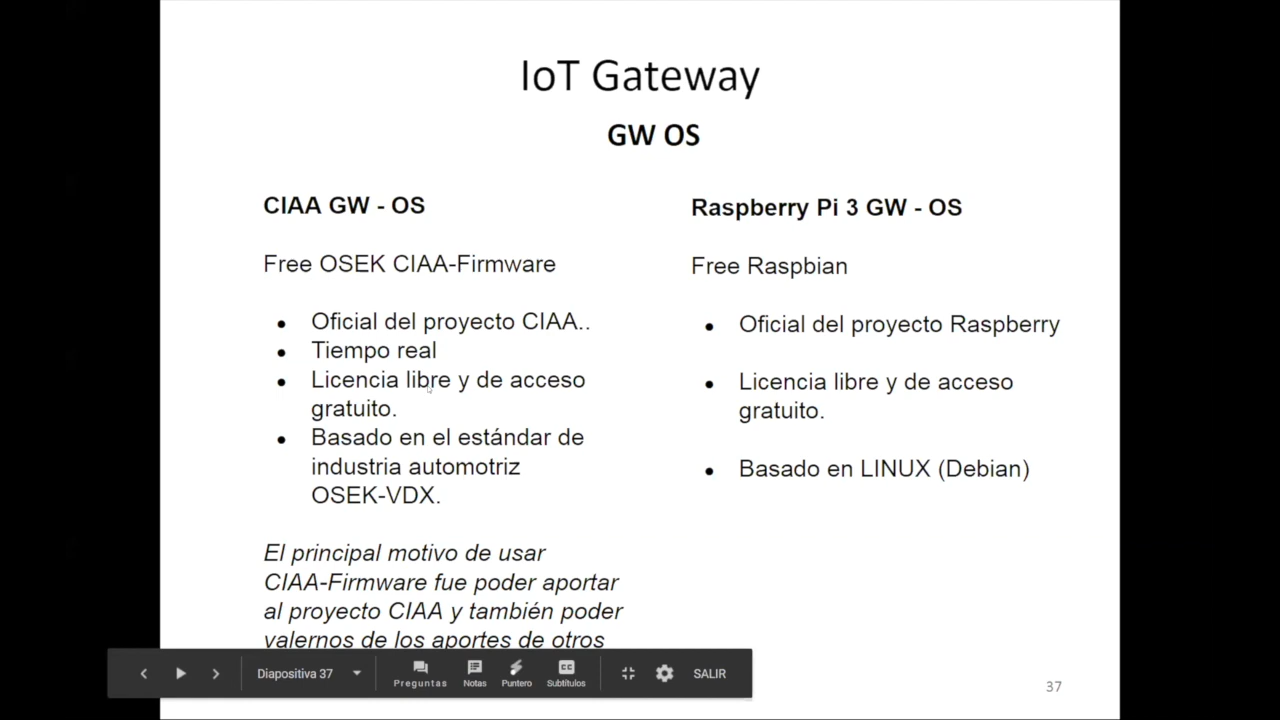 IoT Gateway
GW OS
CIAA GW - OS
Free OSEK CIAA-Firmware
● Oficial del proyecto CIAA..
● Tiempo real
● Licencia libre y de acceso
gratuito.
● Basado en el estándar de
industria automotriz
OSEK-VDX.
El principal motivo de usar
CIAA-Firmware fue poder aportar
al proyecto CIAA y también poder
valernos de los aportes de otros
Raspberry Pi 3 GW - OS
Free Raspbian
● Oficial del proyecto Raspberry
● Licencia libre y de acceso
gratuito.
● Basado en LINUX (Debian)
Diapositiva 37
Preguntas
Notas
Puntero
CC
Subtítulos
SALIR
37